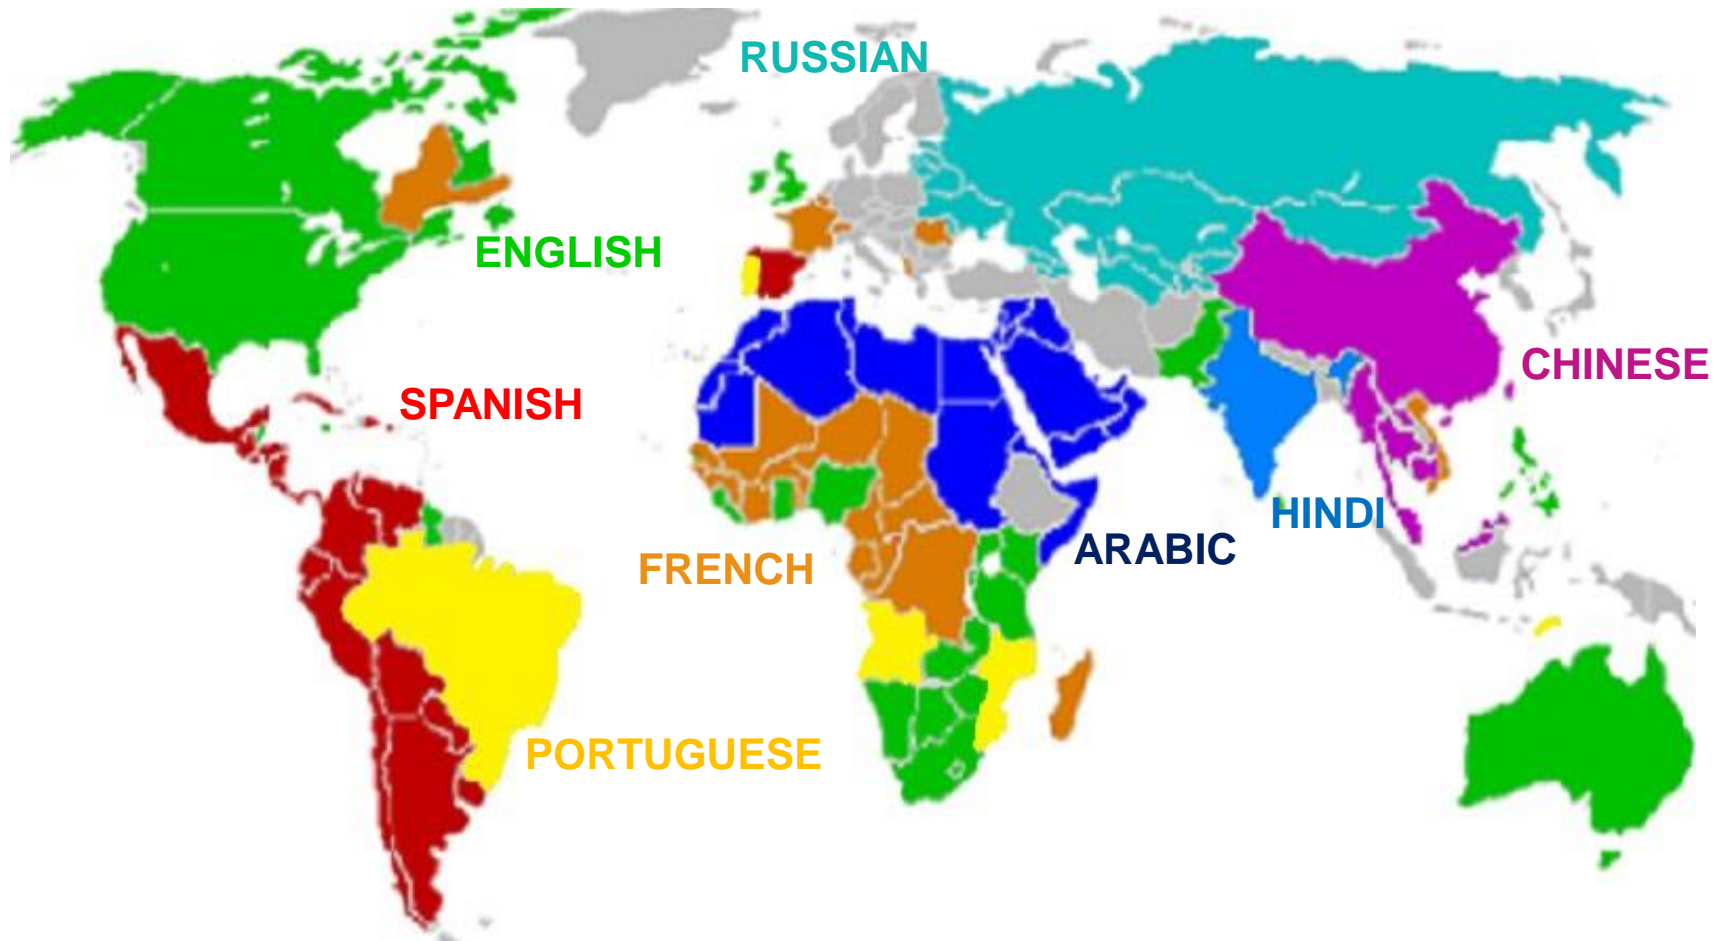 RUSSIAN
ENGLISH
CHINESE
SPANISH
HINDI
ARABIC
FRENCH
PORTUGUESE